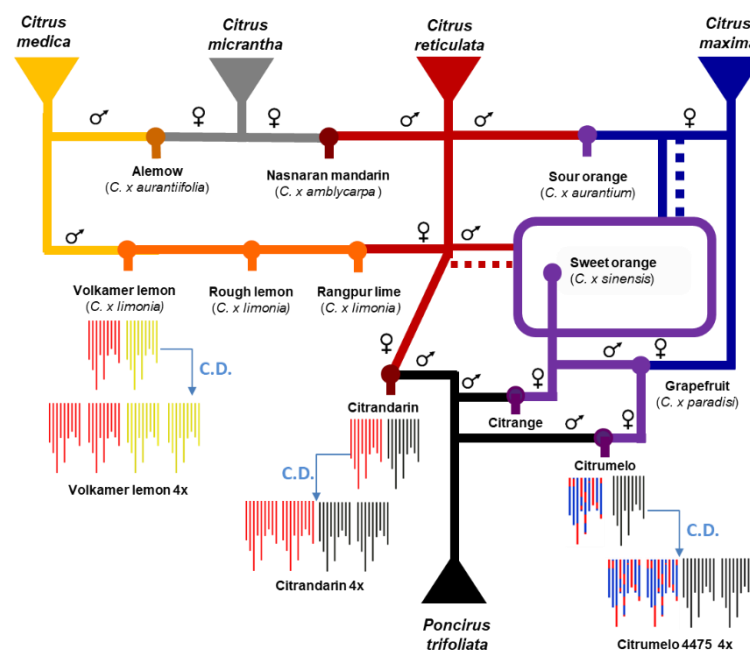 Citrus
medica
Citrus
micrantha
Citrus
reticulata
Citrus
maxima
♂
♀
♀
♂
♂
♀
Alemow
(C. x aurantiifolia)
Nasnaran mandarin
(C. x amblycarpa)
Sour orange
(C. x aurantium)
♂
♀
♂
Sweet orange
(C. x sinensis)
Volkamer lemon
(C. x limonia)
Rough lemon
(C. x limonia)
Rangpur lime
(C. x limonia)
C.D.
Volkamer lemon 4x
♀
♂
Citrandarin
C.D.
Citrandarin 4x
♂
♀
Citrange
♂
♀
Grapefruit
(C. x paradisi)
♂
♀
Citrumelo
C.D.
Citrumelo 4475 4x
Poncirus
trifoliata